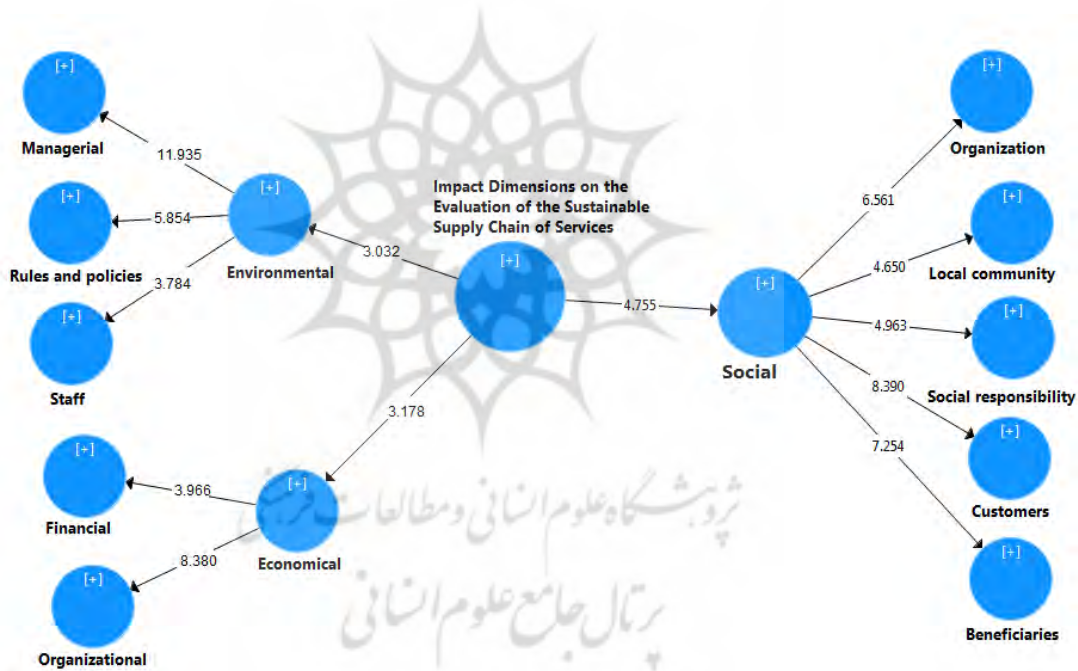 [+]
Managerial
11.935
[+]
Rules and policies
5.854
[+]
Staff
3.784
[+]
Environmental
3.032
Impact Dimensions on the
Evaluation of the Sustainable
Supply Chain of Services
[+]
3.178
[+]
Economical
[+]
Financial
3.966
[+]
Organizational
8.380
4.755
[+]
Social
6.561
[+]
Organization
4.650
[+]
Local community
4.963
[+]
Social responsibility
8.390
[+]
Customers
7.254
[+]
Beneficiaries
پژوهشگاه علوم انسانی و مطالعات فرهنگی
پرتال جامع علوم انسانی